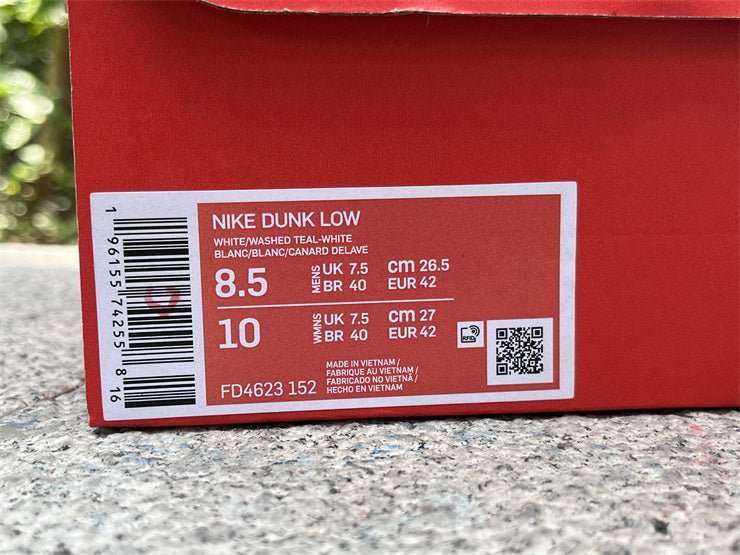 NIKE DUNK LOW
WHITE/WASHED TEAL-WHITE
BLANC/BLANC/CANARD DELAVE
8.5 MENS UK 7.5 cm 26.5
BR 40 EUR 42
10 WMNS UK 7.5 cm 27
BR 40 EUR 42
RFID
FD4623 152
MADE IN VIETNAM /
FABRIQUE AU VIETNAM /
FABRICADO NO VIETNÃ /
HECHO EN VIETNAM
1 96155 74255 8 16